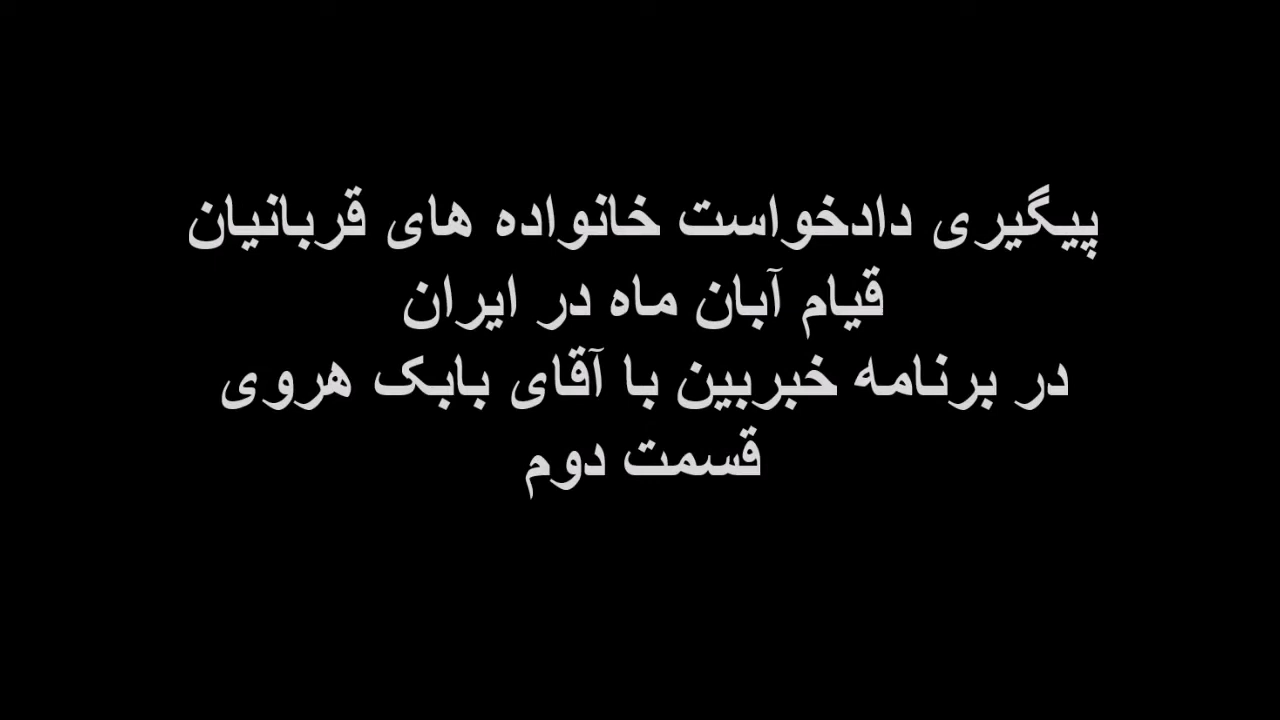 پیگیری دادخواست خانواده های قربانیان
قیام آبان ماه در ایران
در برنامه خبربین با آقای بابک هروی
قسمت دوم